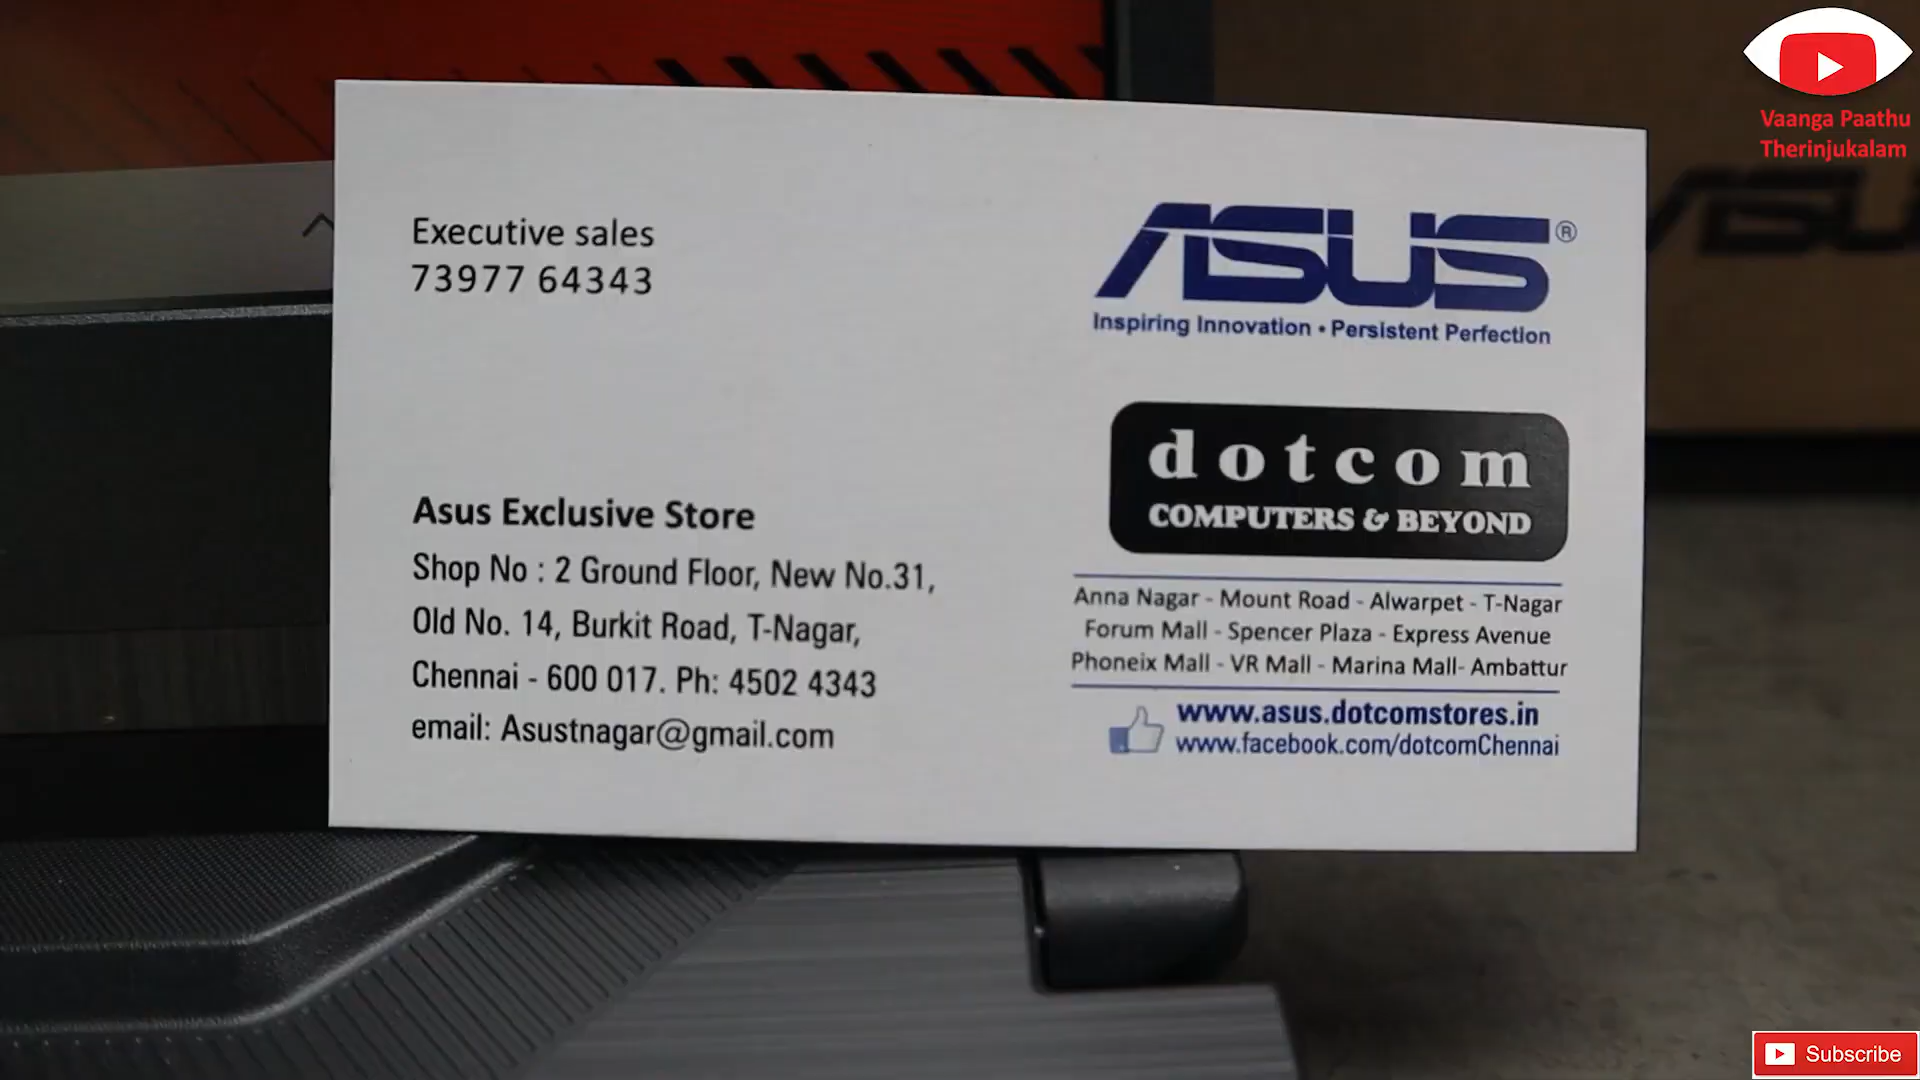 Vaanga Paathu
Therinjukalam
Executive sales
73977 64343
ASUS®
Inspiring Innovation • Persistent Perfection
dotcom
COMPUTERS & BEYOND
Asus Exclusive Store
Shop No : 2 Ground Floor, New No.31,
Old No. 14, Burkit Road, T-Nagar,
Chennai - 600 017. Ph: 4502 4343
email: Asustnagar@gmail.com
Anna Nagar - Mount Road - Alwarpet - T-Nagar
Forum Mall - Spencer Plaza - Express Avenue
Phoneix Mall - VR Mall - Marina Mall- Ambattur
www.asus.dotcomstores.in
www.facebook.com/dotcomChennai
ASUS
Subscribe